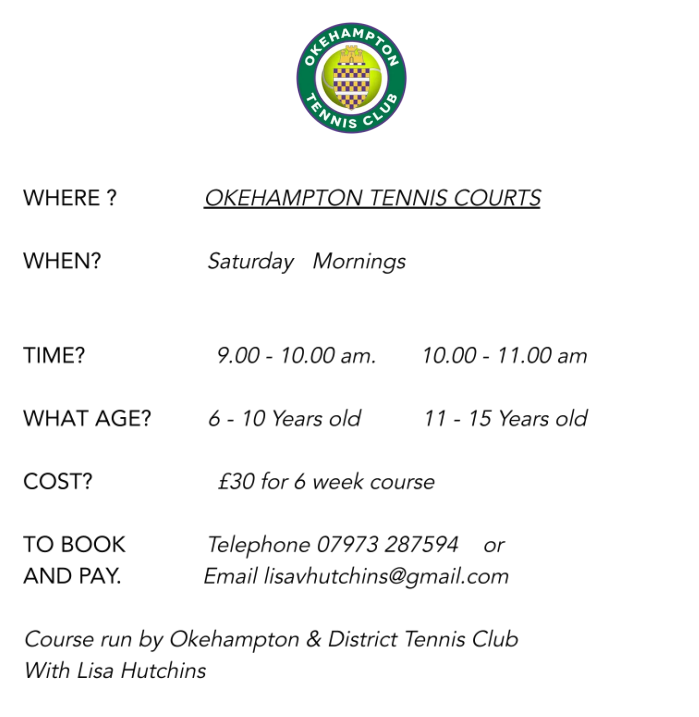 OKEHAMPTON
TENNIS CLUB
WHERE ? OKEHAMPTON TENNIS COURTS
WHEN? Saturday Mornings
TIME? 9.00 - 10.00 am. 10.00 - 11.00 am
WHAT AGE? 6 - 10 Years old 11 - 15 Years old
COST? £30 for 6 week course
TO BOOK Telephone 07973 287594 or
AND PAY. Email lisavhutchins@gmail.com
Course run by Okehampton & District Tennis Club
With Lisa Hutchins